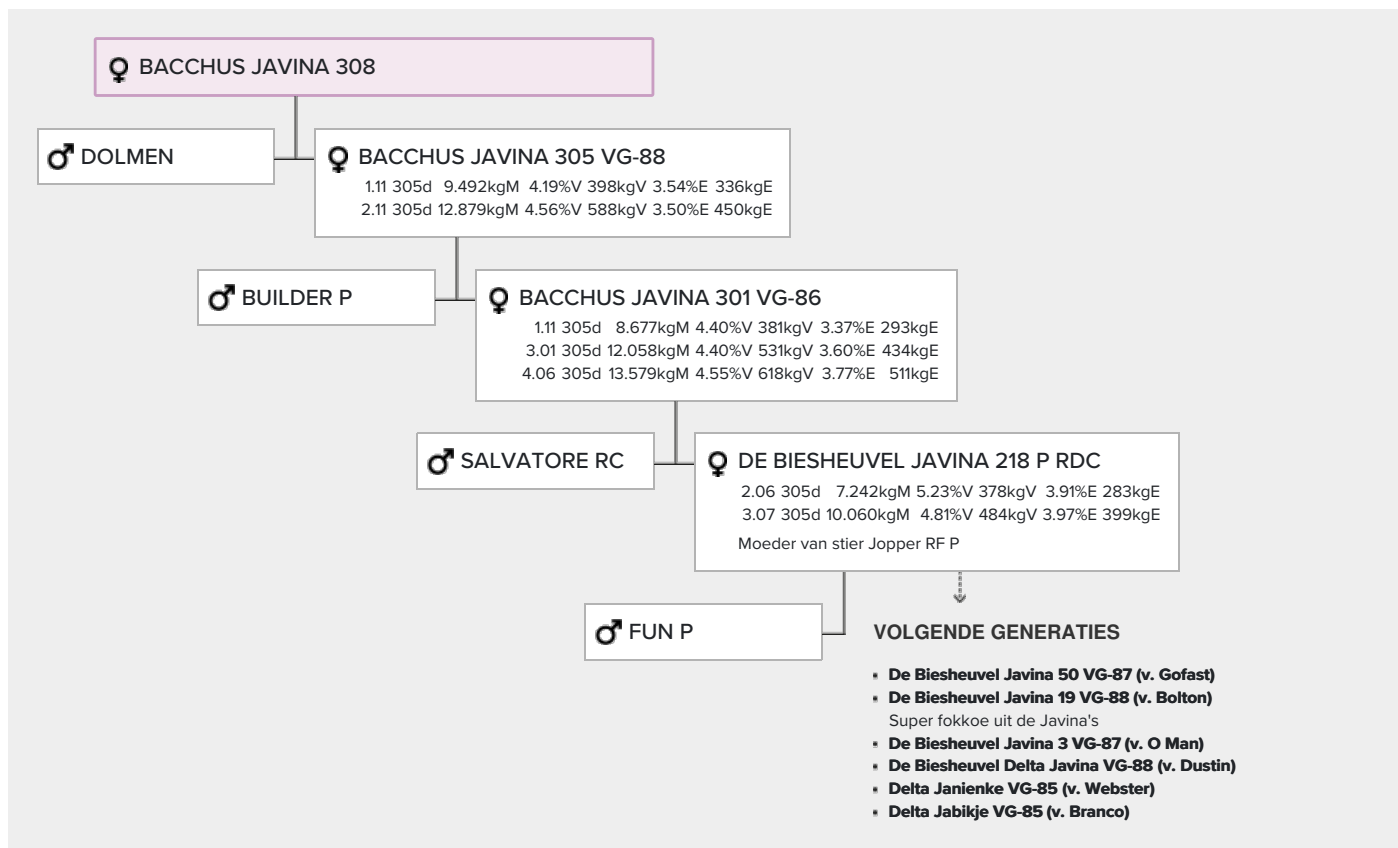 BACCHUS JAVINA 308
DOLMEN
BACCHUS JAVINA 305 VG-88
1.11 305d 9.492kgM 4.19%V 398kgV 3.54%E 336kgE
2.11 305d 12.879kgM 4.56%V 588kgV 3.50%E 450kgE
BUILDER P
BACCHUS JAVINA 301 VG-86
1.11 305d 8.677kgM 4.40%V 381kgV 3.37%E 293kgE
3.01 305d 12.058kgM 4.40%V 531kgV 3.60%E 434kgE
4.06 305d 13.579kgM 4.55%V 618kgV 3.77%E 511kgE
SALVATORE RC
DE BIESHEUVEL JAVINA 218 P RDC
2.06 305d 7.242kgM 5.23%V 378kgV 3.91%E 283kgE
3.07 305d 10.060kgM 4.81%V 484kgV 3.97%E 399kgE
Moeder van stier Jopper RF P
FUN P
VOLGENDE GENERATIES
De Biesheuvel Javina 50 VG-87 (v. Gofast)
De Biesheuvel Javina 19 VG-88 (v. Bolton)
Super fokkoe uit de Javina's
De Biesheuvel Javina 3 VG-87 (v. O Man)
De Biesheuvel Delta Javina VG-88 (v. Dustin)
Delta Janienke VG-85 (v. Webster)
Delta Jabikje VG-85 (v. Branco)